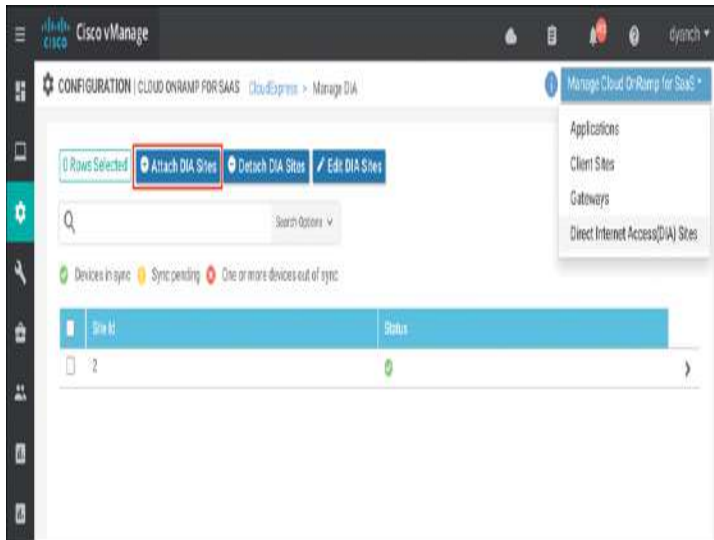 CISCO Cisco vManage
dyanch
CONFIGURATION | CLOUD ONRAMP FOR SAAS CloudExpress > Manage DIA
Manage Cloud OnRamp for SaaS
Applications
Client Sites
Gateways
Direct Internet Access(DIA) Sites
0 Rows Selected Attach DIA Sites Detach DIA Sites Edit DIA Sites
Search Options
Devices in sync Sync pending One or more devices out of sync
Site Id Status
2